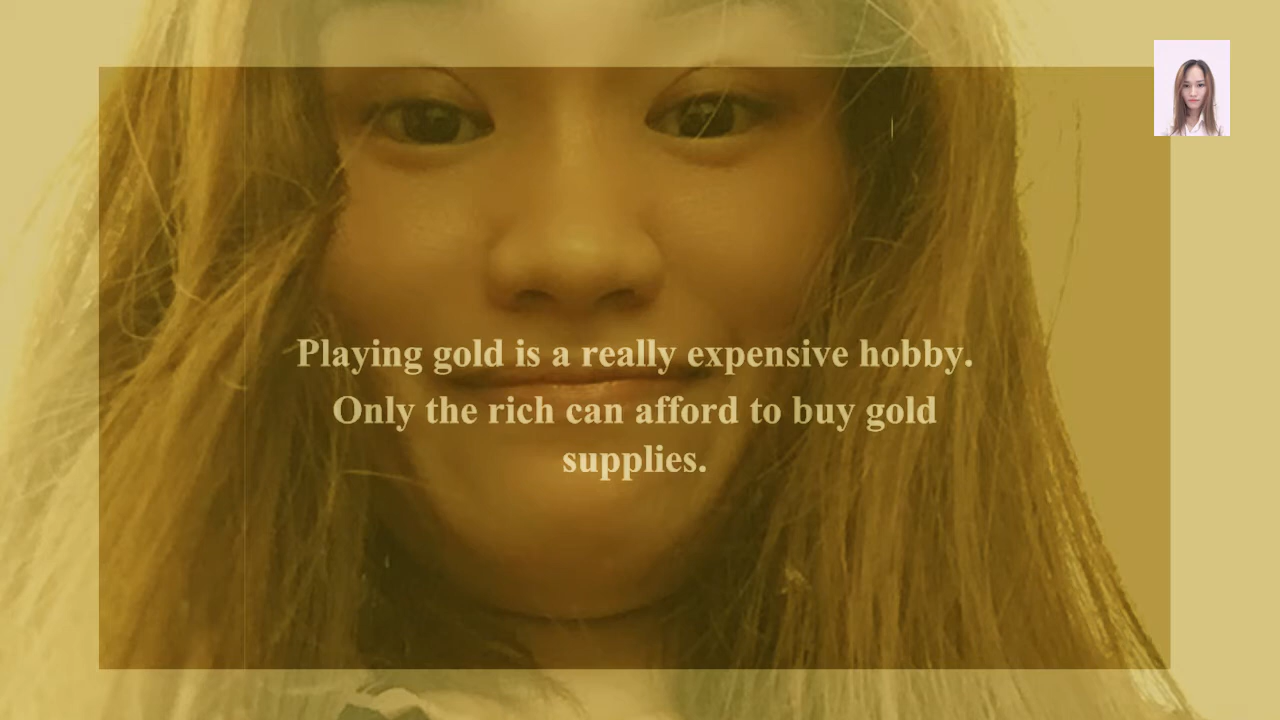 Playing gold is a really expensive hobby.
Only the rich can afford to buy gold
supplies.